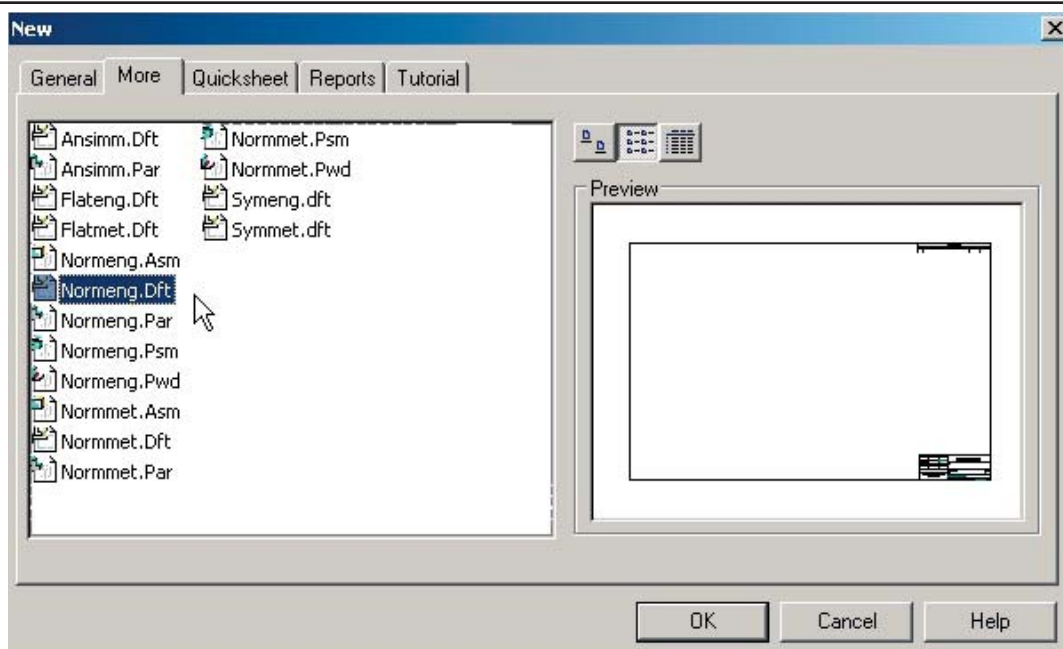 New
General More Quicksheet Reports Tutorial
Ansimm.Dft
Ansimm.Par
Flateng.Dft
Flatmet.Dft
Normeng.Asm
Normeng.Dft
Normeng.Par
Normeng.Psm
Normeng.Pwd
Normmet.Asm
Normmet.Dft
Normmet.Par
Normmet.Psm
Normmet.Pwd
Symeng.dft
Symmet.dft
Preview
OK Cancel Help